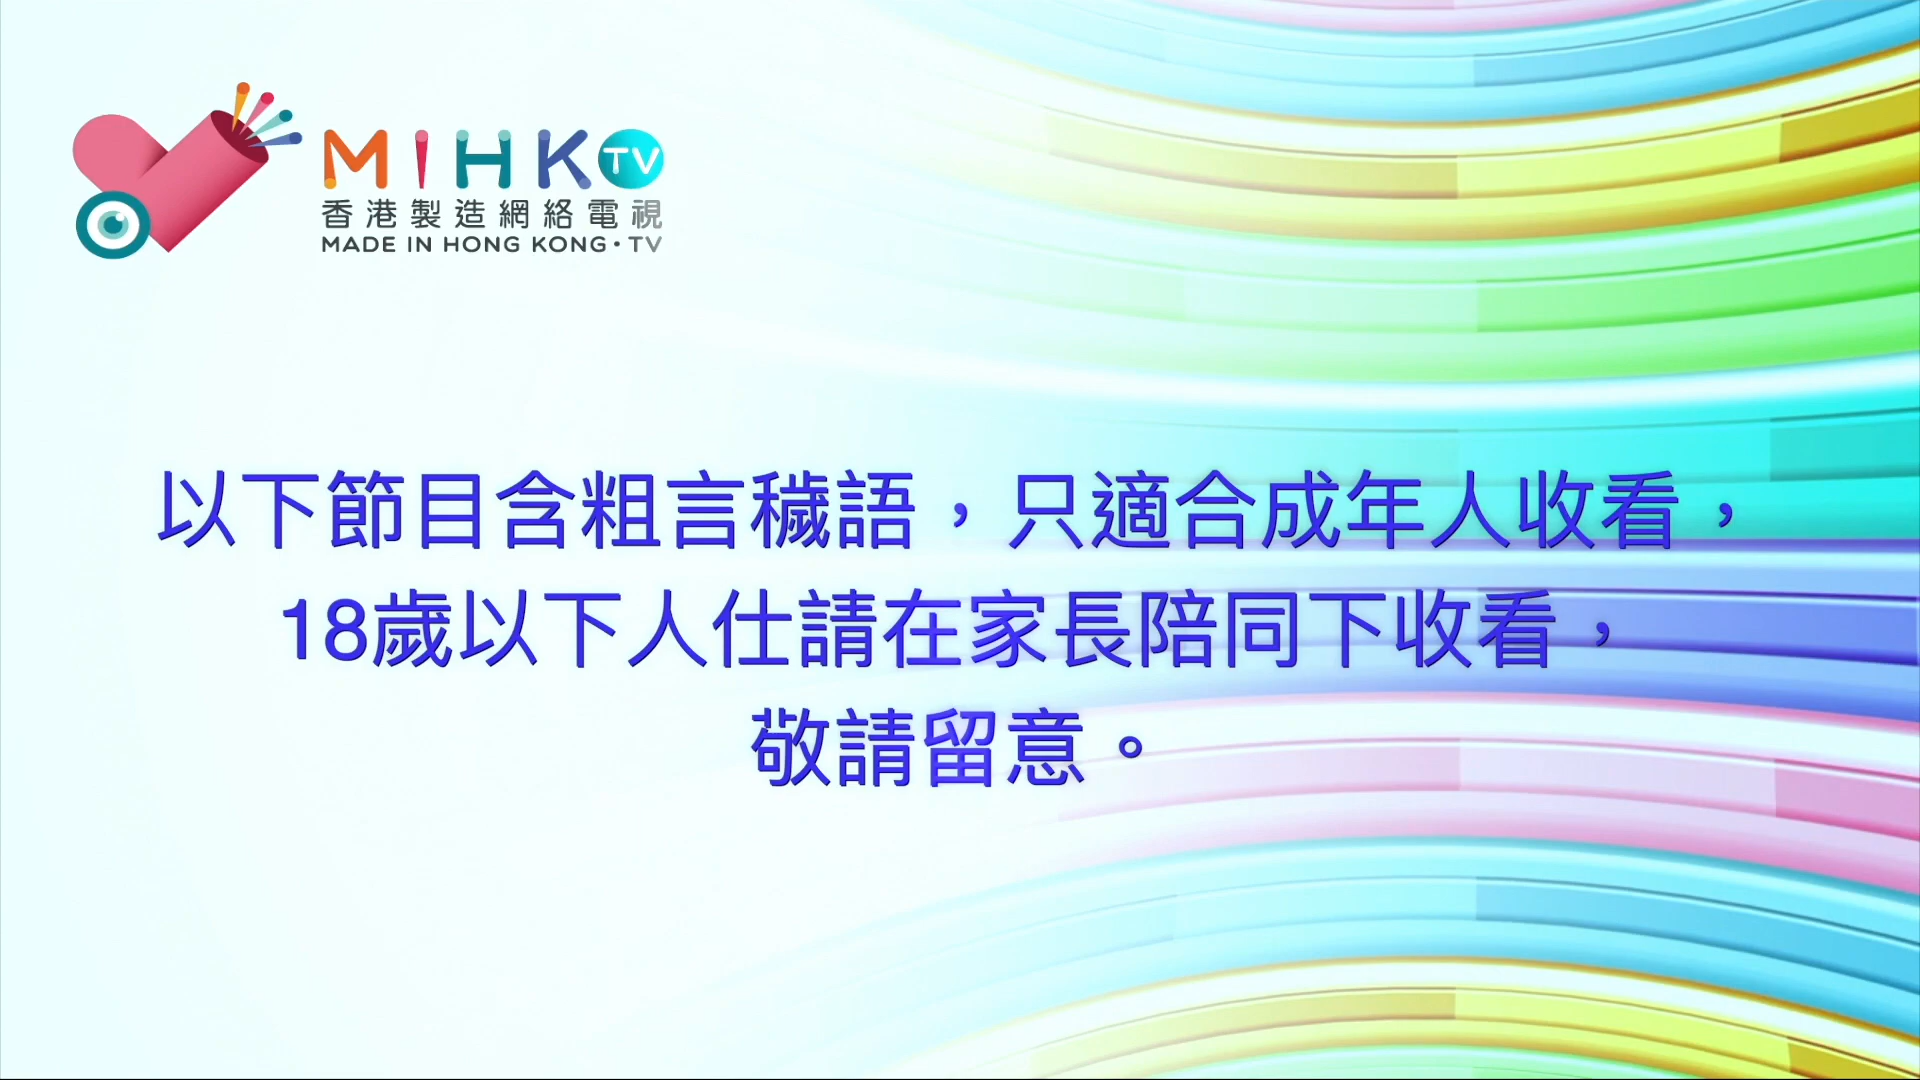 MIHK TV
香港製造網絡電視
MADE IN HONG KONG • TV
以下節目含粗言穢語，只適合成年人收看，
18歲以下人仕請在家長陪同下收看，
敬請留意。